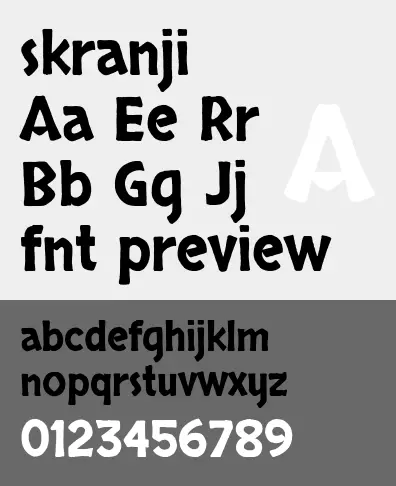 skranji
Aa Ee Rr
A
Bb Gg Jj
fnt preview
abcdefghijklm
nopqrstuvwxyz
0123456789